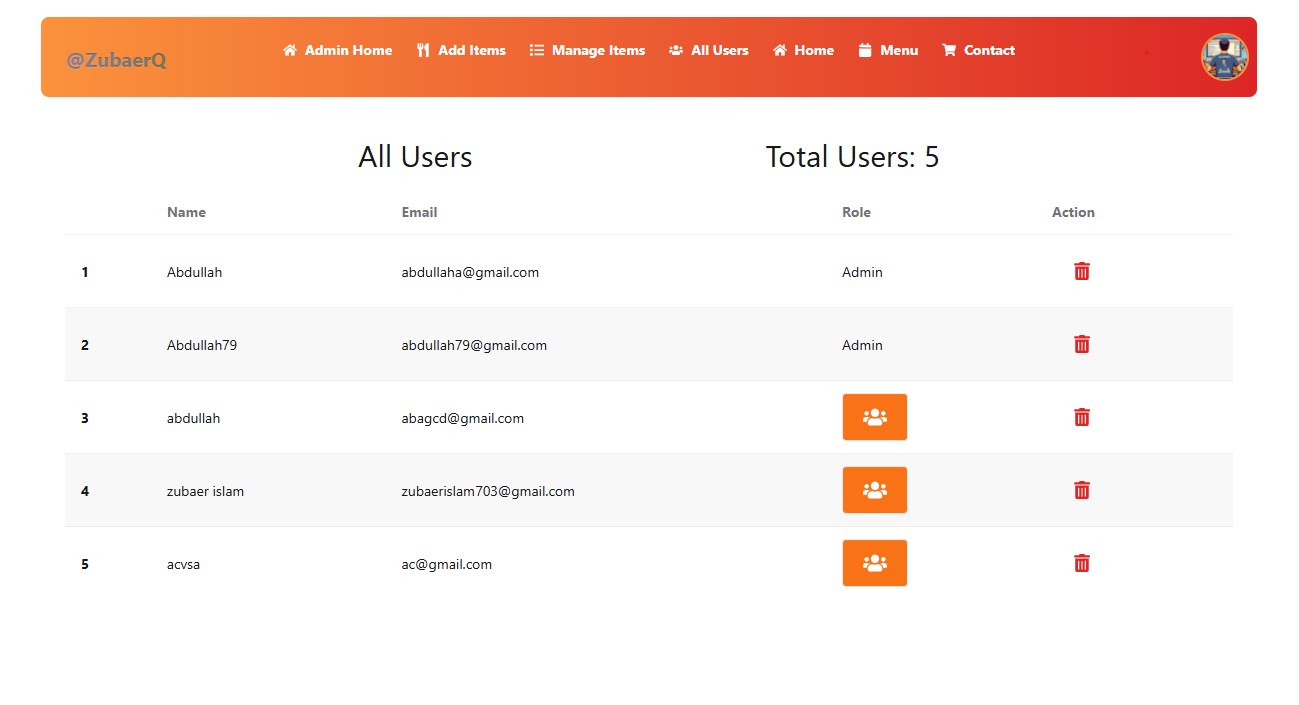 @ZubaerQ Admin Home Add Items Manage Items All Users Home Menu Contact
All Users Total Users: 5
Name Email Role Action
1 Abdullah abdullaha@gmail.com Admin
2 Abdullah79 abdullah79@gmail.com Admin
3 abdullah abagcd@gmail.com
4 zubaer islam zubaerislam703@gmail.com
5 acvsa ac@gmail.com